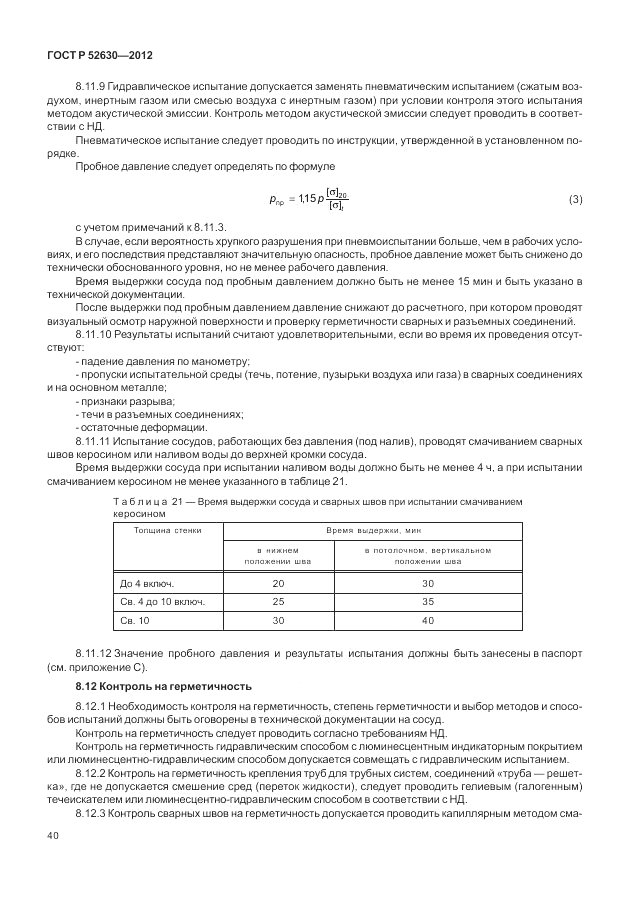 ГОСТ Р 52630—2012
8.11.9 Гидравлическое испытание допускается заменять пневматическим испытанием (сжатым воз-
духом, инертным газом или смесью воздуха с инертным газом) при условии контроля этого испытания
методом акустической эмиссии. Контроль методом акустической эмиссии следует проводить в соответ-
ствии с НД.
Пневматическое испытание следует проводить по инструкции, утвержденной в установленном по-
рядке.
Пробное давление следует определять по формуле
pпр = 1,15 p [σ]20 / [σ]t (3)
с учетом примечаний к 8.11.3.
В случае, если вероятность хрупкого разрушения при пневмоиспытании больше, чем в рабочих усло-
виях, и его последствия представляют значительную опасность, пробное давление может быть снижено до
технически обоснованного уровня, но не менее рабочего давления.
Время выдержки сосуда под пробным давлением должно быть не менее 15 мин и быть указано в
технической документации.
После выдержки под пробным давлением давление снижают до расчетного, при котором проводят
визуальный осмотр наружной поверхности и проверку герметичности сварных и разъемных соединений.
8.11.10 Результаты испытаний считают удовлетворительными, если во время их проведения отсут-
ствуют:
- падение давления по манометру;
- пропуски испытательной среды (течь, потение, пузырьки воздуха или газа) в сварных соединениях
и на основном металле;
- признаки разрыва;
- течи в разъемных соединениях;
- остаточные деформации.
8.11.11 Испытание сосудов, работающих без давления (под налив), проводят смачиванием сварных
швов керосином или наливом воды до верхней кромки сосуда.
Время выдержки сосуда при испытании наливом воды должно быть не менее 4 ч, а при испытании
смачиванием керосином не менее указанного в таблице 21.
Таблица 21 — Время выдержки сосуда и сварных швов при испытании смачиванием
керосином
Толщина стенки Время выдержки, мин
в нижнем в потолочном, вертикальном
положении шва положении шва
До 4 включ. 20 30
Св. 4 до 10 включ. 25 35
Св. 10 30 40
8.11.12 Значение пробного давления и результаты испытания должны быть занесены в паспорт
(см. приложение С).
8.12 Контроль на герметичность
8.12.1 Необходимость контроля на герметичность, степень герметичности и выбор методов и спосо-
бов испытаний должны быть оговорены в технической документации на сосуд.
Контроль на герметичность следует проводить согласно требованиям НД.
Контроль на герметичность гидравлическим способом с люминесцентным индикаторным покрытием
или люминесцентно-гидравлическим способом допускается совмещать с гидравлическим испытанием.
8.12.2 Контроль на герметичность крепления труб для трубных систем, соединений «труба — решет-
ка», где не допускается смешение сред (переток жидкости), следует проводить гелиевым (галогенным)
течеискателем или люминесцентно-гидравлическим способом в соответствии с НД.
8.12.3 Контроль сварных швов на герметичность допускается проводить капиллярным методом сма-
40